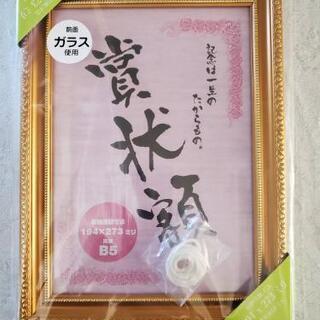 前面
ガラス
使用
記念は一生の
たからもの。
賞状額
194×273ミリ
B5